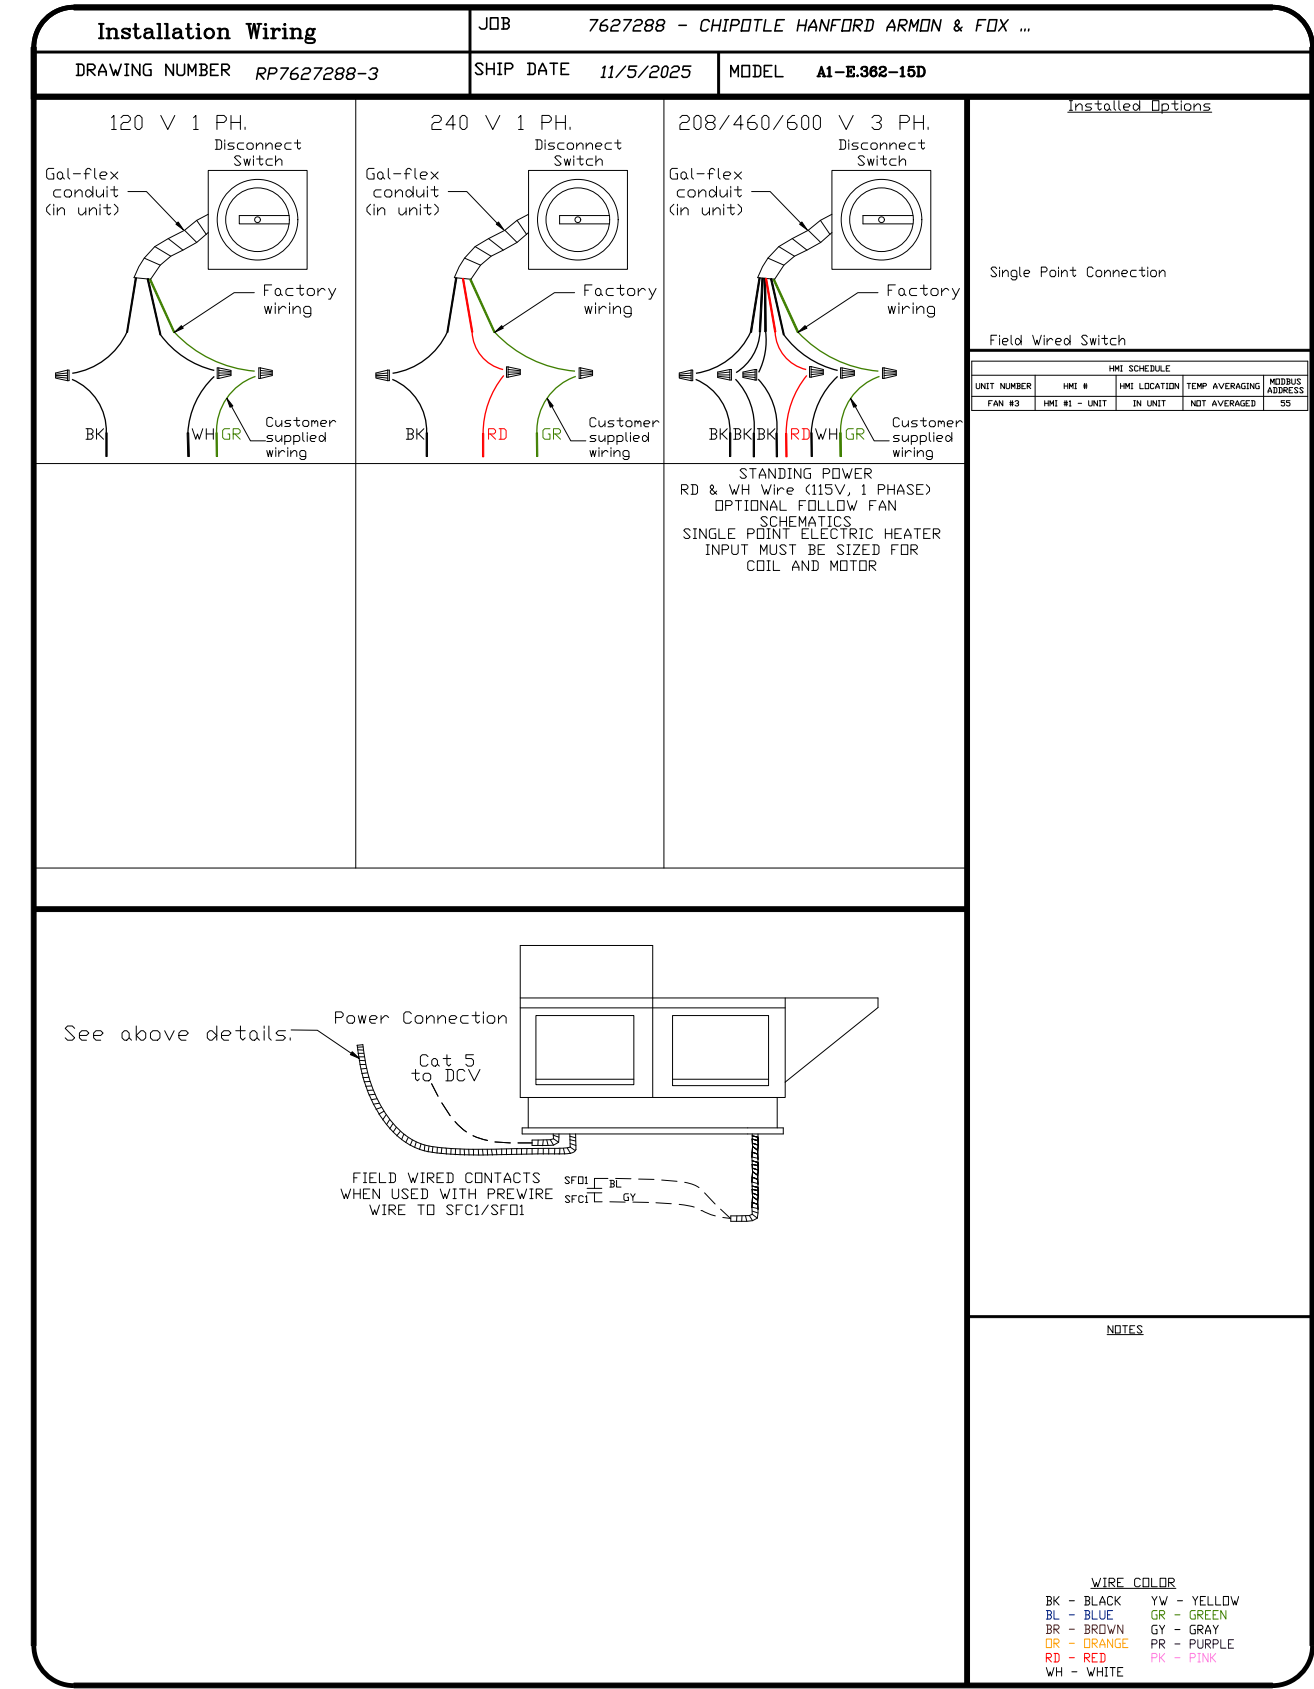 Installation Wiring
JOB 7627288 - CHIPOTLE HANFORD ARMON & FOX ...
DRAWING NUMBER RP7627288-3
SHIP DATE 11/5/2025
MODEL A1-E.362-15D
120 V 1 PH.
Disconnect
Switch
Gal-flex
conduit
(in unit)
Factory
wiring
BK
WH
GR
Customer
supplied
wiring
240 V 1 PH.
Disconnect
Switch
Gal-flex
conduit
(in unit)
Factory
wiring
BK
RD
GR
Customer
supplied
wiring
208/460/600 V 3 PH.
Disconnect
Switch
Gal-flex
conduit
(in unit)
Factory
wiring
BK
BK
BK
RD
WH
GR
Customer
supplied
wiring
STANDING POWER
RD & WH Wire (115V, 1 PHASE)
OPTIONAL FOLLOW FAN
SCHEMATICS
SINGLE POINT ELECTRIC HEATER
INPUT MUST BE SIZED FOR
COIL AND MOTOR
Installed Options
Single Point Connection
Field Wired Switch
HMI SCHEDULE
UNIT NUMBER HMI # HMI LOCATION TEMP AVERAGING MODBUS ADDRESS
FAN #3 HMI #1 - UNIT IN UNIT NOT AVERAGED 55
See above details.
Power Connection
Cat 5
to DCV
FIELD WIRED CONTACTS
WHEN USED WITH PREWIRE
WIRE TO SFC1/SFO1
SFO1 BL
SFC1 GY
NOTES
WIRE COLOR
BK - BLACK YW - YELLOW
BL - BLUE GR - GREEN
BR - BROWN GY - GRAY
OR - ORANGE PR - PURPLE
RD - RED PK - PINK
WH - WHITE